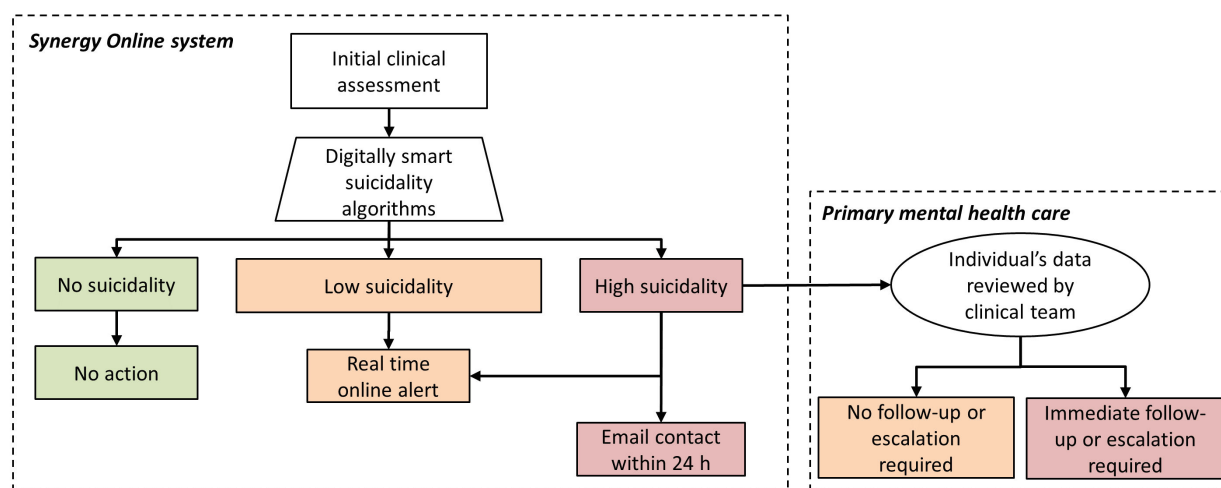 Synergy Online system
Initial clinical
assessment
Digitally smart
suicidality
algorithms
No suicidality
Low suicidality
High suicidality
No action
Real time
online alert
Email contact
within 24 h
Primary mental health care
Individual’s data
reviewed by
clinical team
No follow-up or
escalation
required
Immediate follow-
up or escalation
required